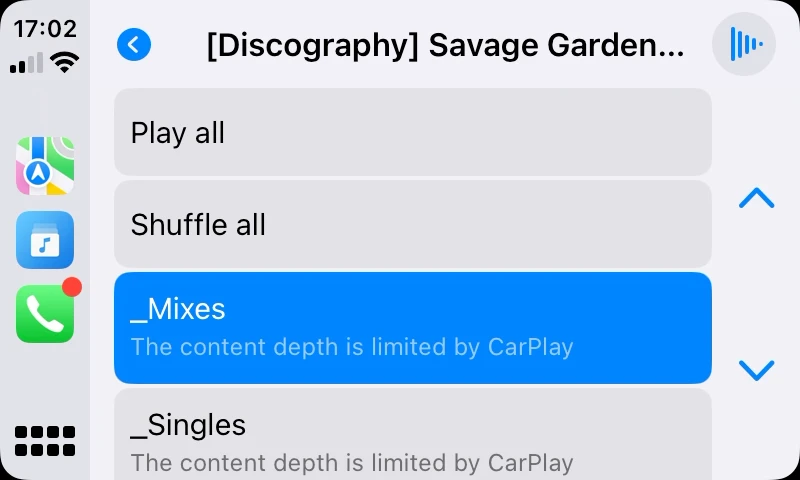 17:02
[Discography] Savage Garden...
Play all
Shuffle all
_Mixes
The content depth is limited by CarPlay
_Singles
The content depth is limited by CarPlay